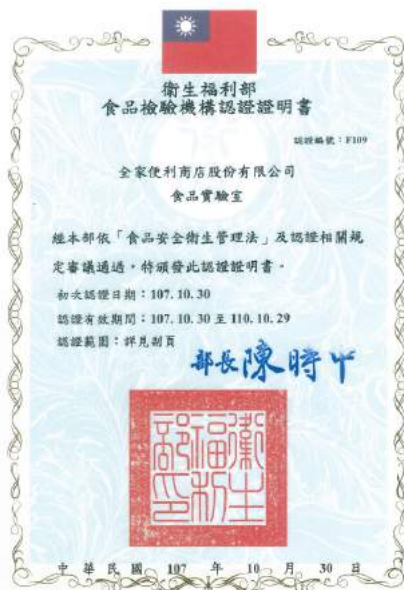 衛生福利部
食品檢驗機構認證證明書
認證編號：F109
全家便利商店股份有限公司
食品實驗室
經本部依「食品安全衛生管理法」及認證相關規
定審議通過，特頒發此認證證明書。
初次認證日期：107.10.30
認證有效期間：107.10.30 至 110.10.29
認證範圍：詳見副頁
部長 陳時中
衛生
福利
部印
中華民國 107 年 10 月 30 日